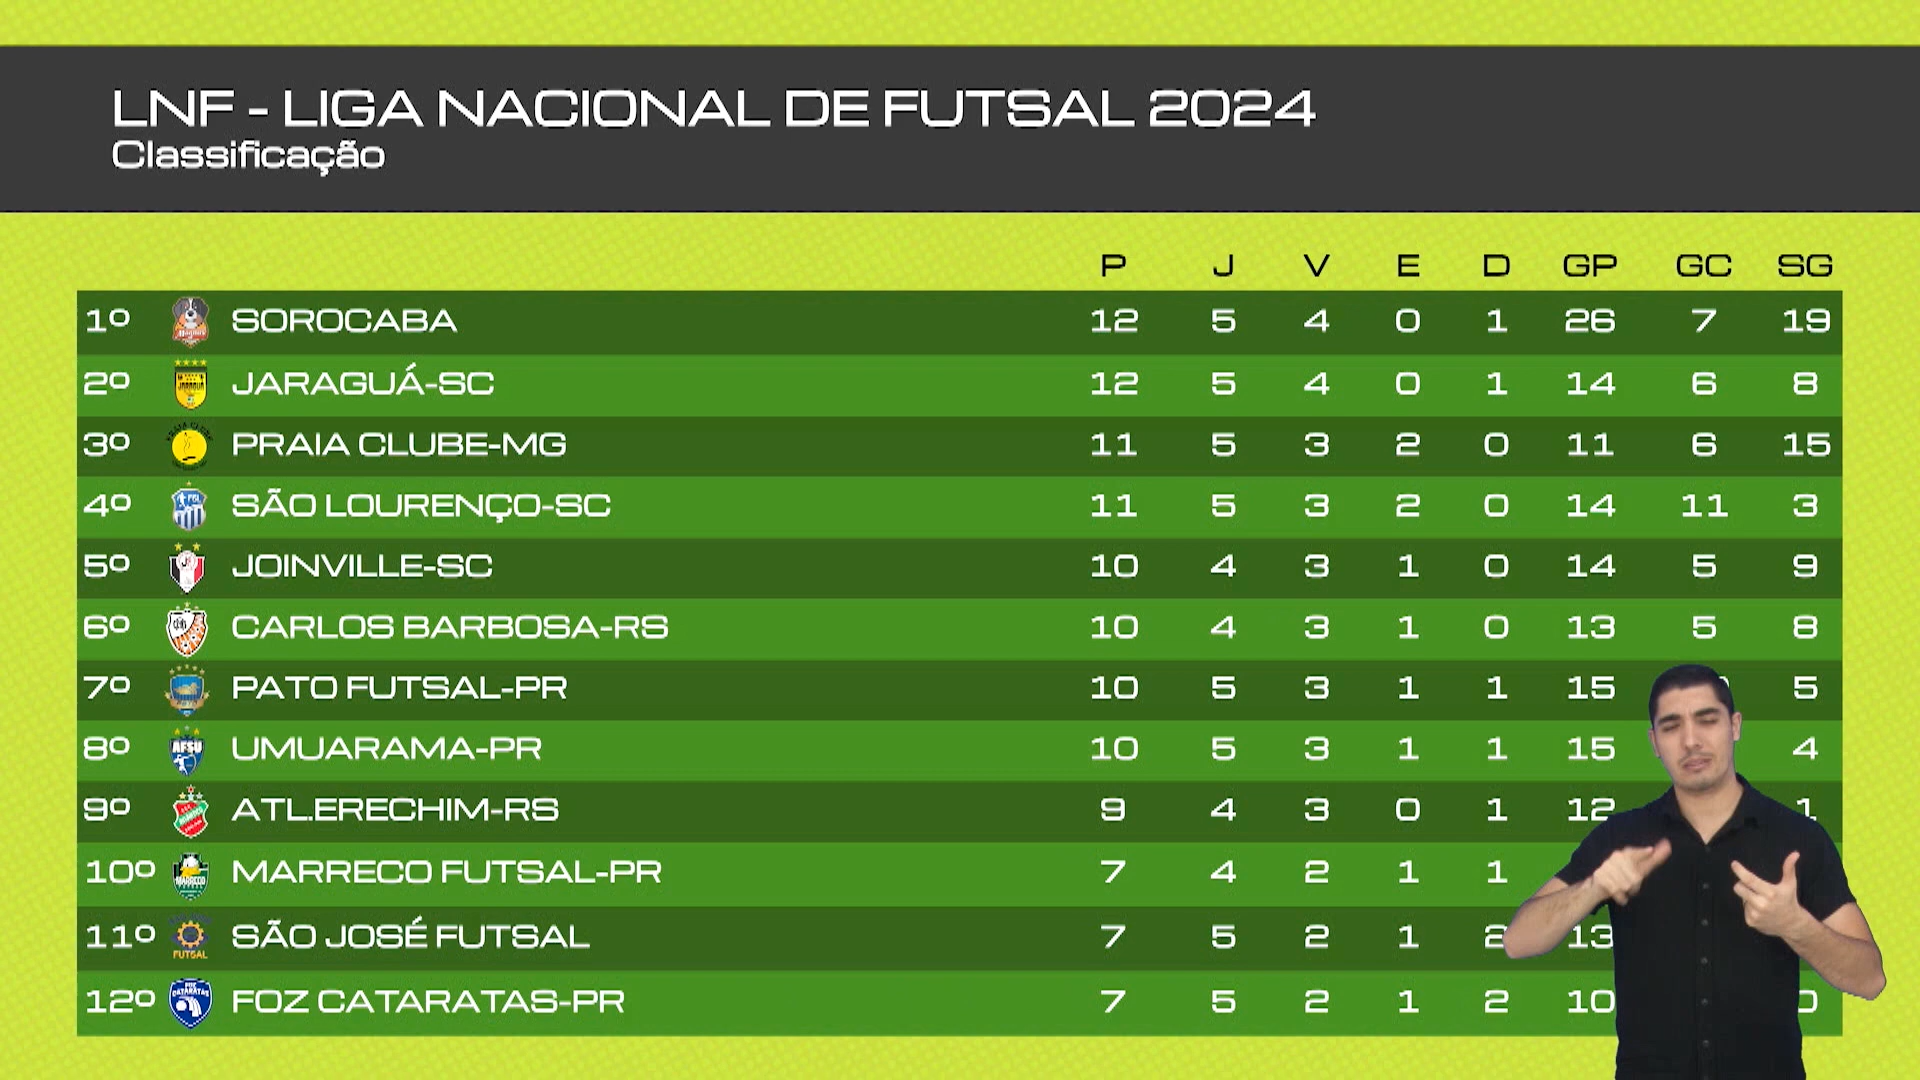 LNF - LIGA NACIONAL DE FUTSAL 2024
Classificação
P J V E D GP GC SG
1º SOROCABA 12 5 4 0 1 26 7 19
2º JARAGUÁ-SC 12 5 4 0 1 14 6 8
3º PRAIA CLUBE-MG 11 5 3 2 0 11 6 15
4º SÃO LOURENÇO-SC 11 5 3 2 0 14 11 3
5º JOINVILLE-SC 10 4 3 1 0 14 5 9
6º CARLOS BARBOSA-RS 10 4 3 1 0 13 5 8
7º PATO FUTSAL-PR 10 5 3 1 1 15 5
8º UMUARAMA-PR 10 5 3 1 1 15 4
9º ATL.ERECHIM-RS 9 4 3 0 1 12 1
10º MARRECO FUTSAL-PR 7 4 2 1 1
11º SÃO JOSÉ FUTSAL 7 5 2 1 2 13
12º FOZ CATARATAS-PR 7 5 2 1 2 10 0